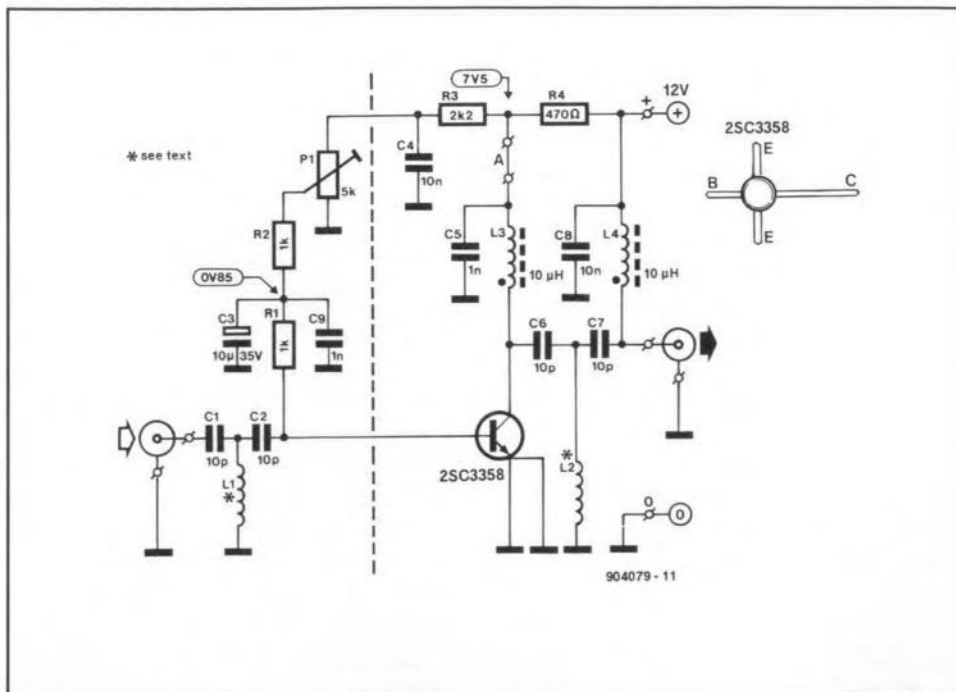 7V5
R3
2k2
R4
470Ω
+
12V
+
2SC3358
E
B
C
E
* see text
P1
5k
C4
10n
A
R2
1k
C5
1n
L3
10 µH
C8
10n
L4
10 µH
0V85
C3
10µ 35V
R1
1k
C9
1n
C6
10p
C7
10p
C1
10p
C2
10p
L1
*
2SC3358
*
L2
0
0
904079 - 11